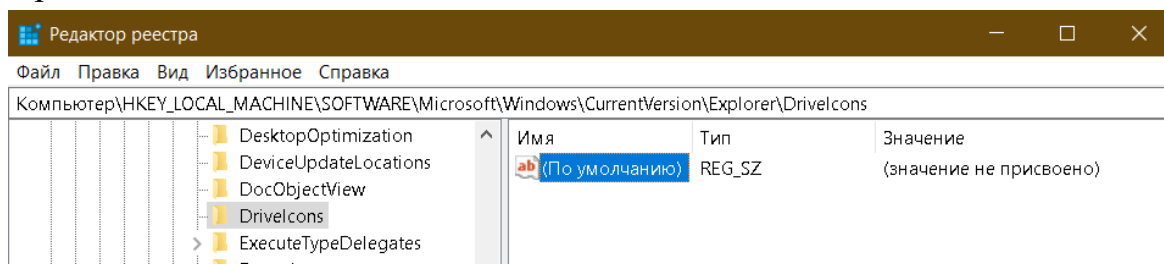 Редактор реестра
Файл Правка Вид Избранное Справка
Компьютер\HKEY_LOCAL_MACHINE\SOFTWARE\Microsoft\Windows\CurrentVersion\Explorer\DriveIcons
DesktopOptimization
DeviceUpdateLocations
DocObjectView
DriveIcons
ExecuteTypeDelegates
Имя Тип Значение
ab (По умолчанию) REG_SZ (значение не присвоено)